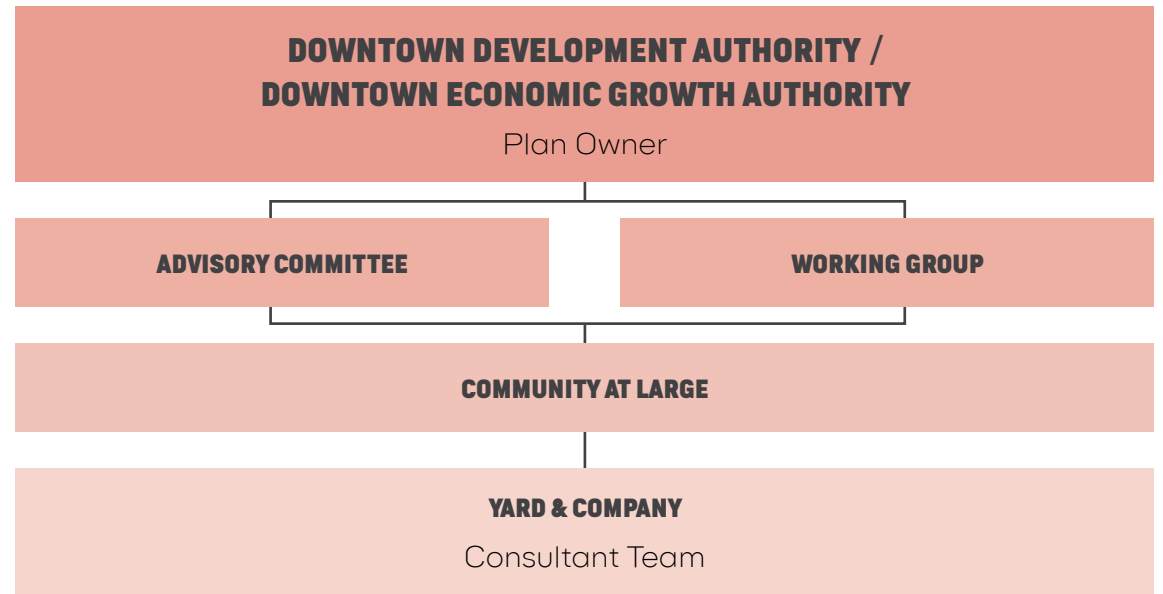 DOWNTOWN DEVELOPMENT AUTHORITY /
DOWNTOWN ECONOMIC GROWTH AUTHORITY
Plan Owner
ADVISORY COMMITTEE
WORKING GROUP
COMMUNITY AT LARGE
YARD & COMPANY
Consultant Team